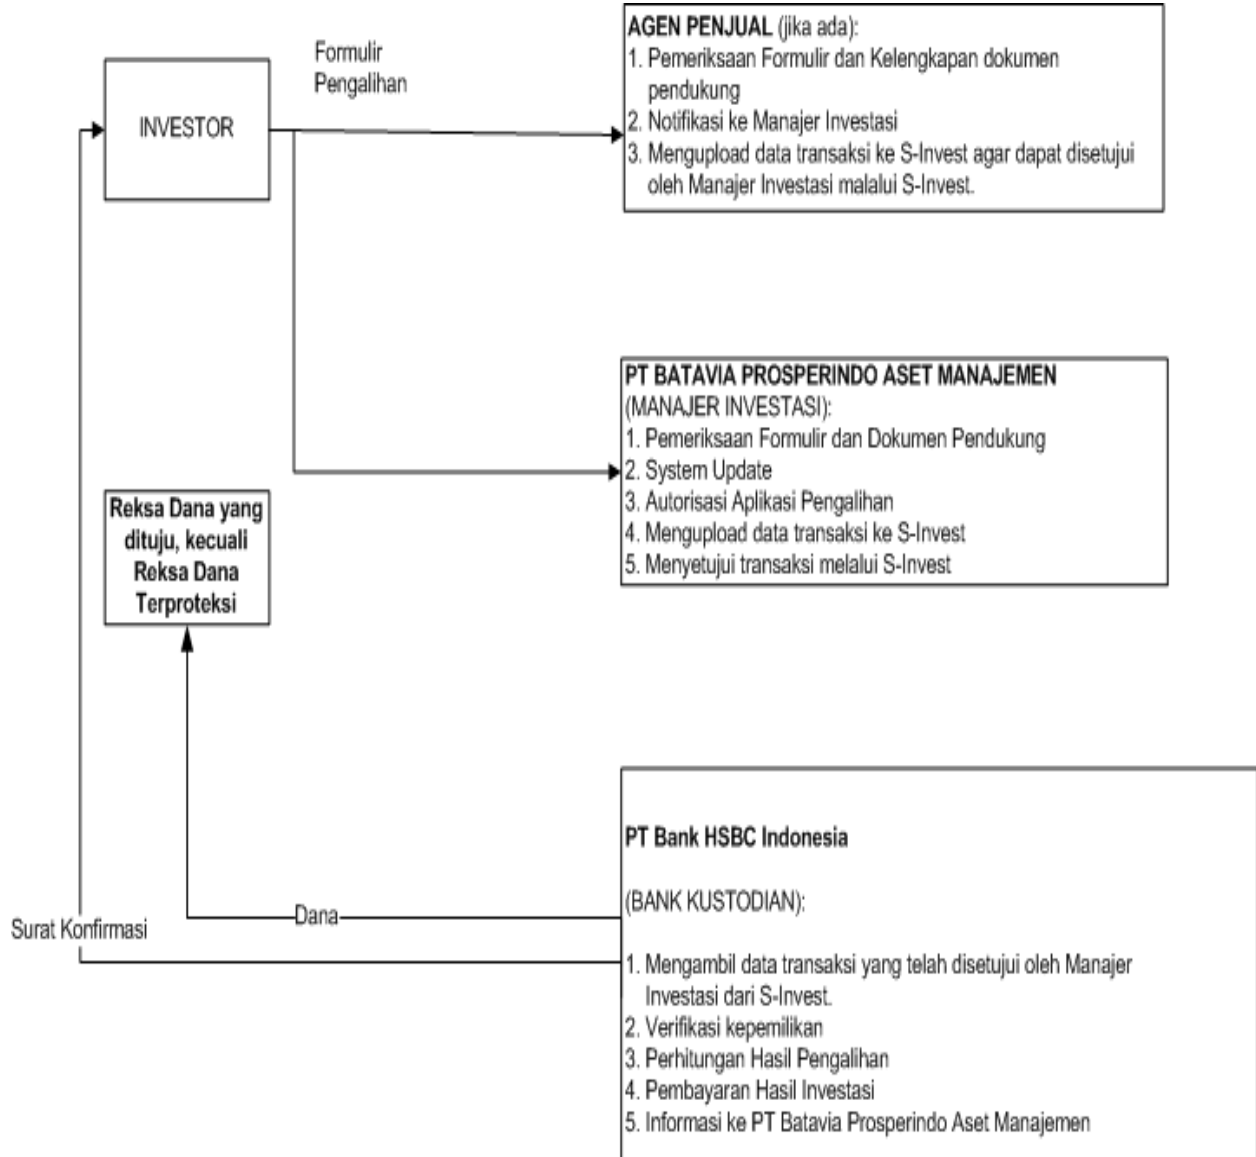 Formulir
Pengalihan
INVESTOR
AGEN PENJUAL (jika ada):
1. Pemeriksaan Formulir dan Kelengkapan dokumen
pendukung
2. Notifikasi ke Manajer Investasi
3. Mengupload data transaksi ke S-Invest agar dapat disetujui
oleh Manajer Investasi malalui S-Invest.
PT BATAVIA PROSPERINDO ASET MANAJEMEN
(MANAJER INVESTASI):
1. Pemeriksaan Formulir dan Dokumen Pendukung
2. System Update
3. Autorisasi Aplikasi Pengalihan
4. Mengupload data transaksi ke S-Invest
5. Menyetujui transaksi melalui S-Invest
Reksa Dana yang
dituju, kecuali
Reksa Dana
Terproteksi
Dana
Surat Konfirmasi
PT Bank HSBC Indonesia
(BANK KUSTODIAN):
1. Mengambil data transaksi yang telah disetujui oleh Manajer
Investasi dari S-Invest.
2. Verifikasi kepemilikan
3. Perhitungan Hasil Pengalihan
4. Pembayaran Hasil Investasi
5. Informasi ke PT Batavia Prosperindo Aset Manajemen